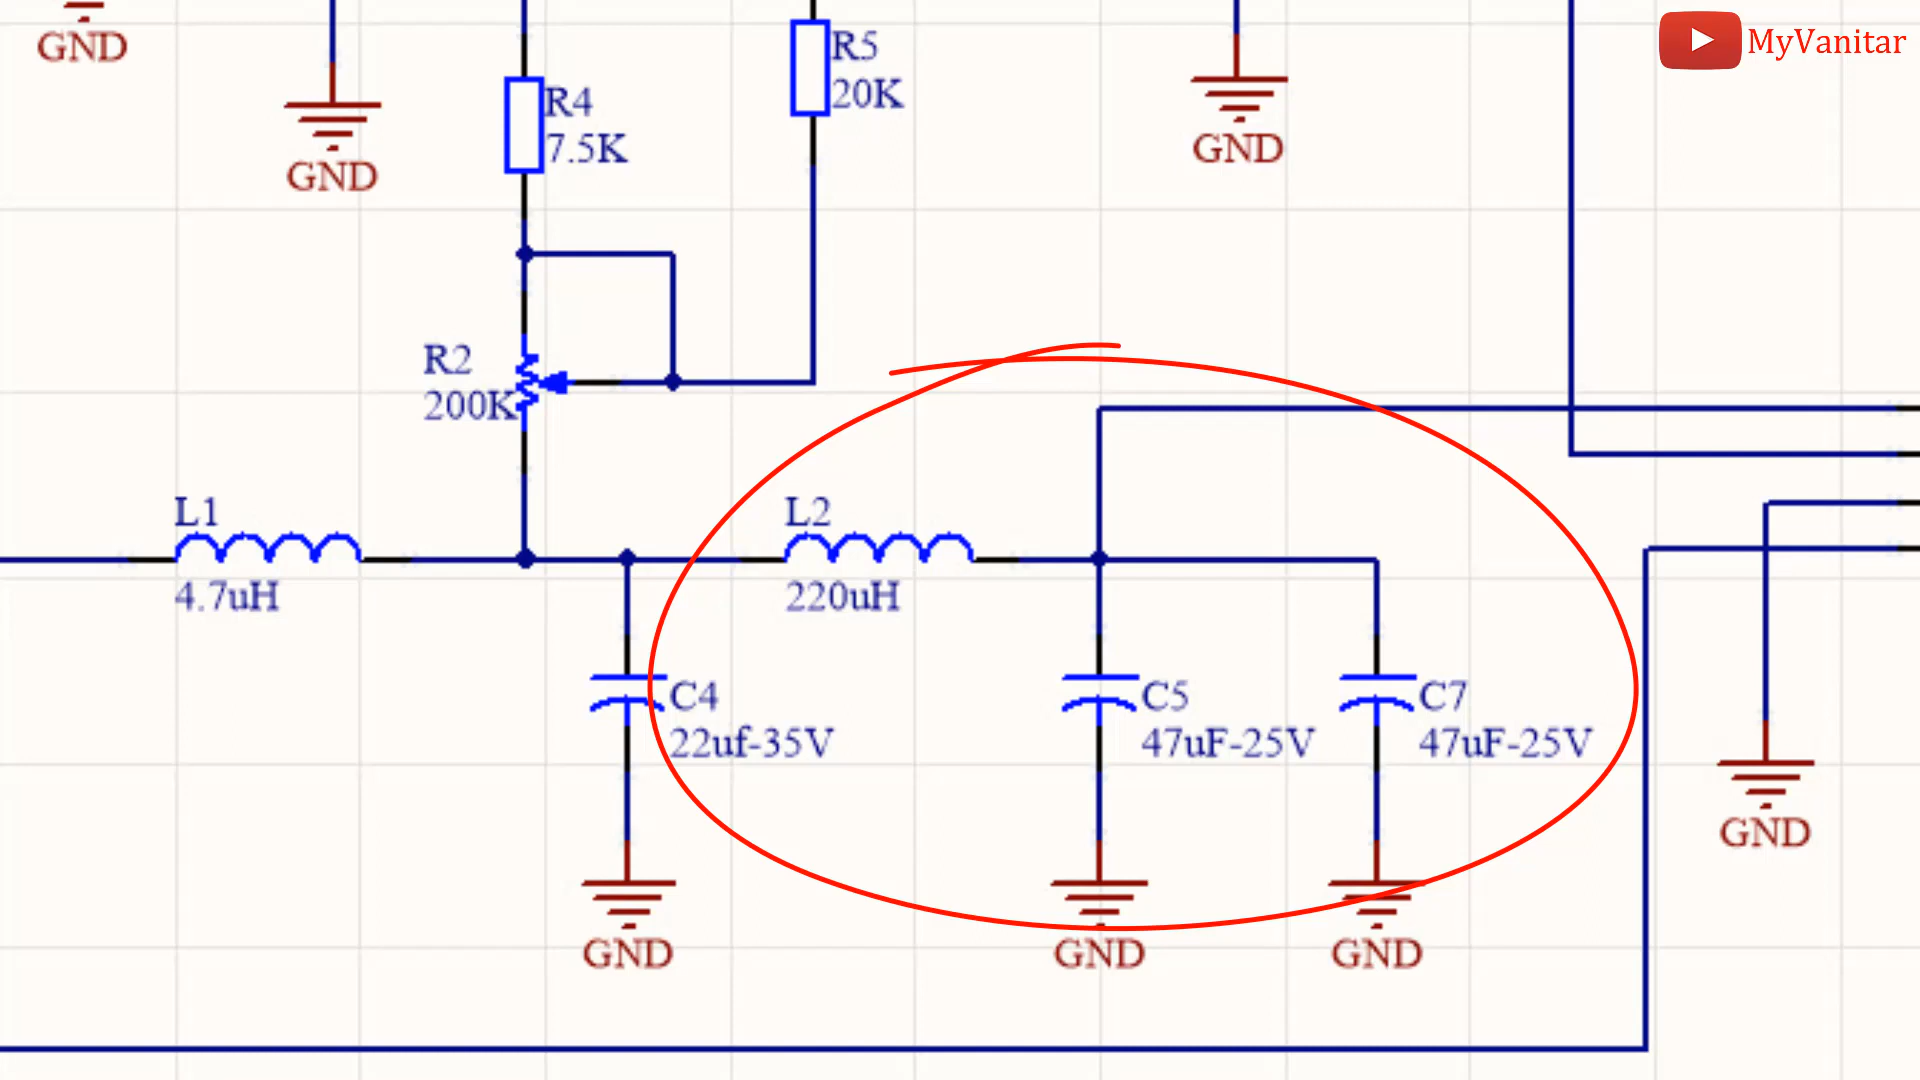 MyVanitar
GND
R5
20K
R4
7.5K
GND
GND
R2
200K
L1
4.7uH
L2
220uH
C4
22uf-35V
C5
47uF-25V
C7
47uF-25V
GND
GND
GND
GND